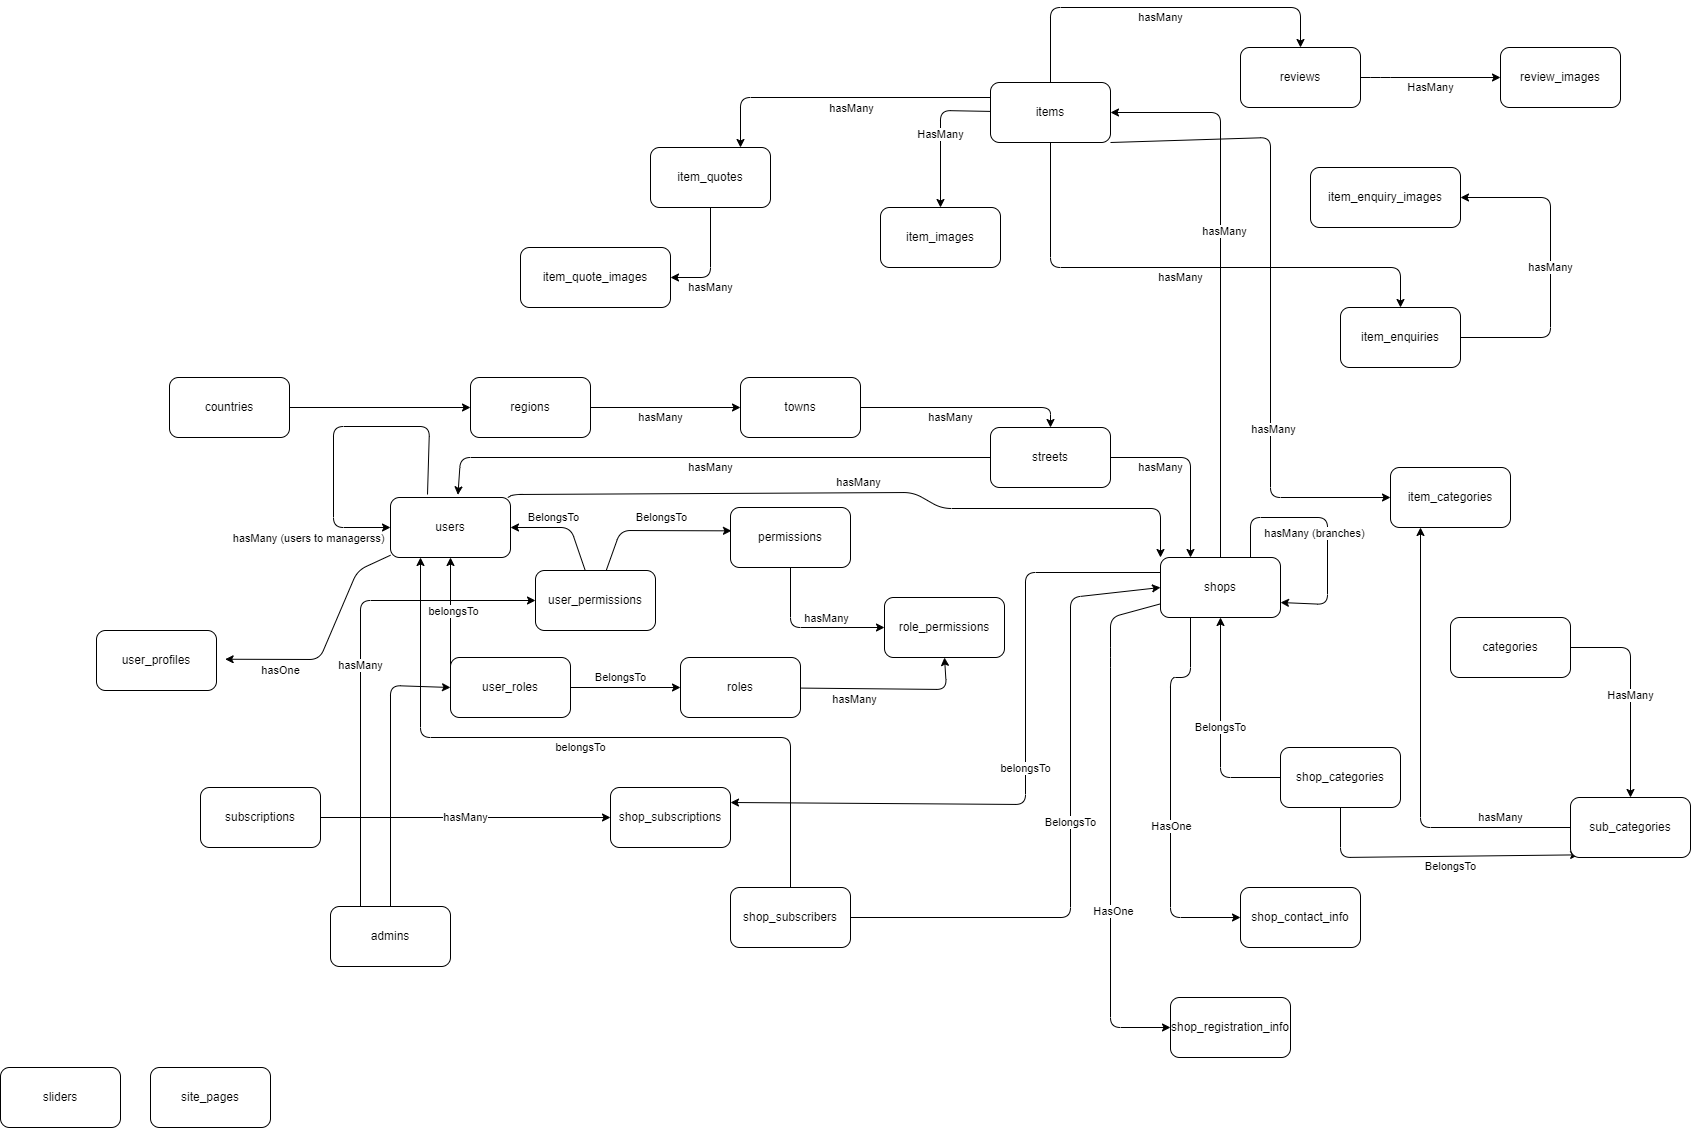 hasMany
reviews
HasMany
review_images
items
hasMany
HasMany
item_quotes
item_images
item_enquiry_images
hasMany
hasMany
hasMany
item_quote_images
hasMany
item_enquiries
countries
regions
hasMany
towns
hasMany
hasMany
streets
hasMany
hasMany
hasMany
item_categories
users
BelongsTo
BelongsTo
permissions
hasMany (branches)
hasMany (users to managerss)
shops
user_permissions
belongsTo
hasMany
role_permissions
categories
user_profiles
hasOne
hasMany
user_roles
BelongsTo
roles
hasMany
HasMany
BelongsTo
belongsTo
belongsTo
shop_categories
subscriptions
hasMany
shop_subscriptions
BelongsTo
HasOne
hasMany
sub_categories
BelongsTo
admins
shop_subscribers
HasOne
shop_contact_info
shop_registration_info
sliders
site_pages